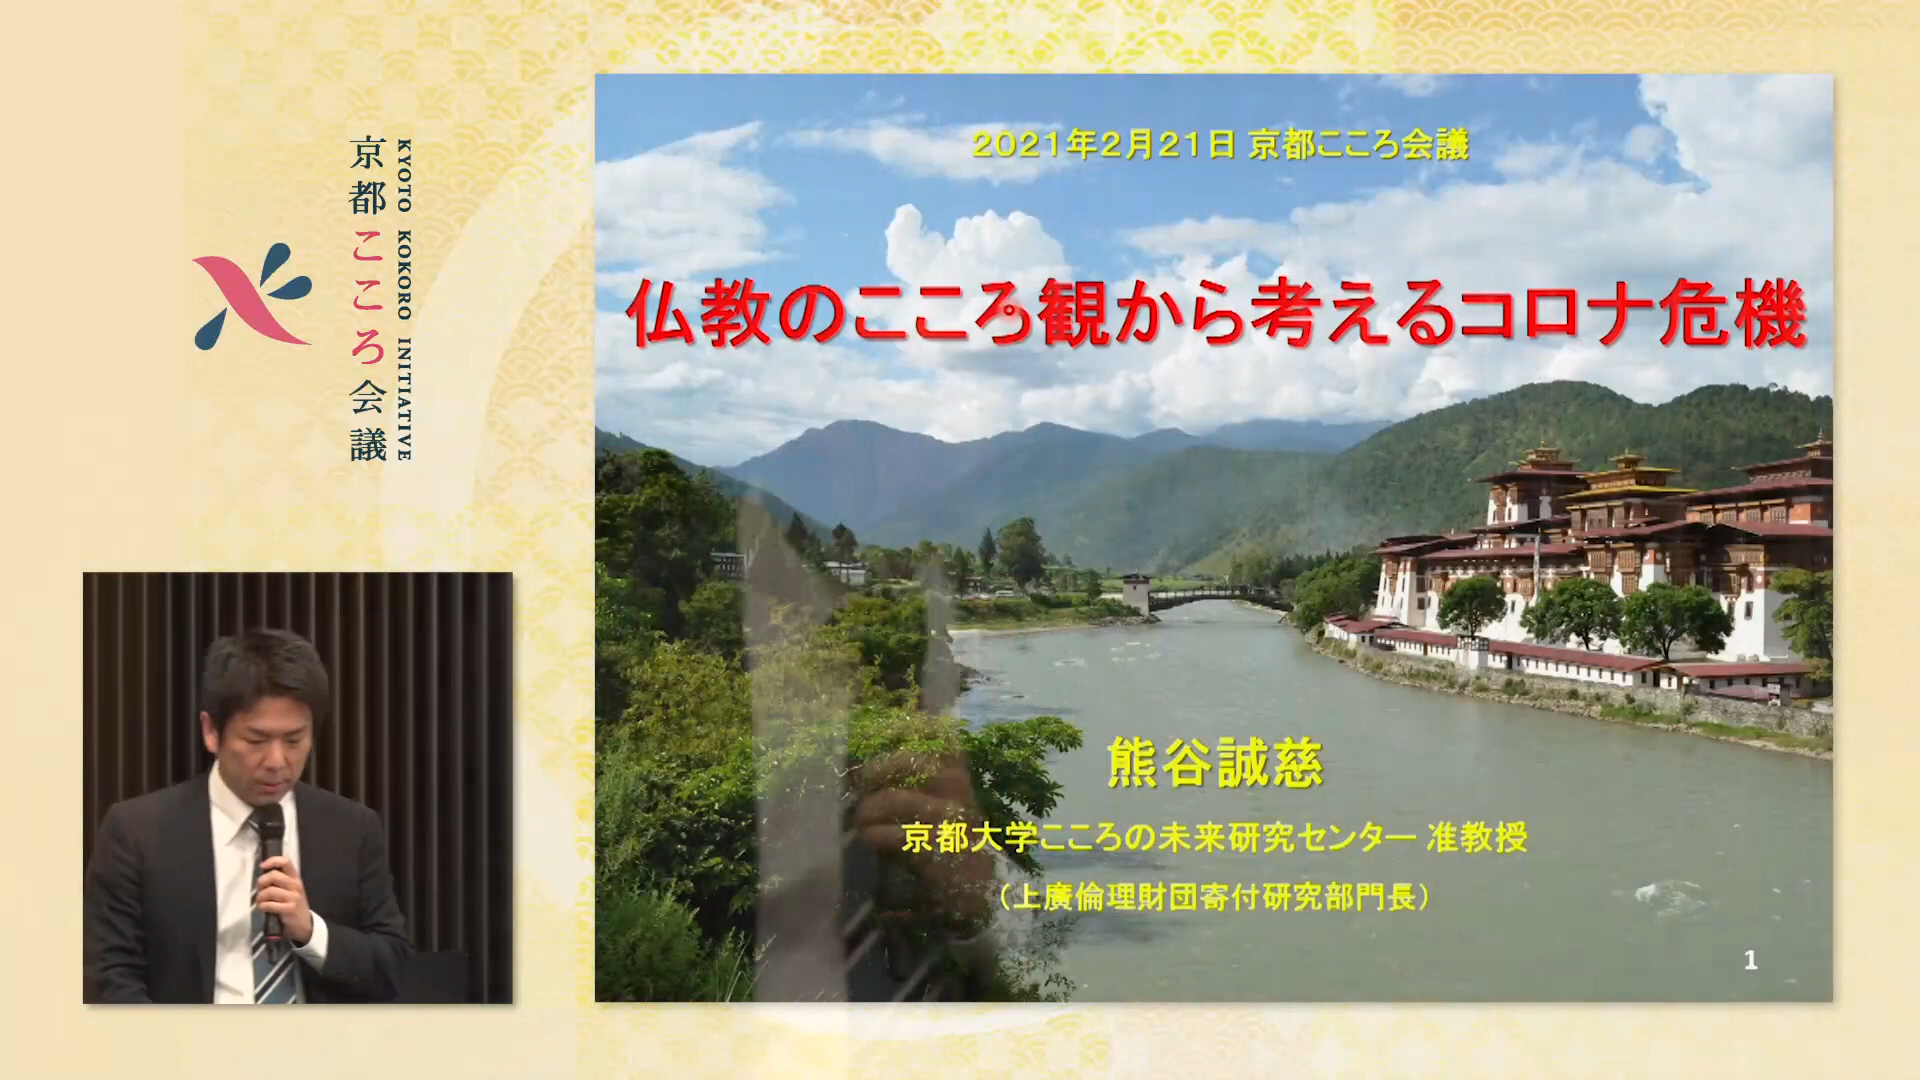 京都こころ会議
KYOTO KOKORO INITIATIVE
2021年2月21日 京都こころ会議
仏教のこころ観から考えるコロナ危機
熊谷誠慈
京都大学こころの未来研究センター 准教授
（上廣倫理財団寄付研究部門長）
1